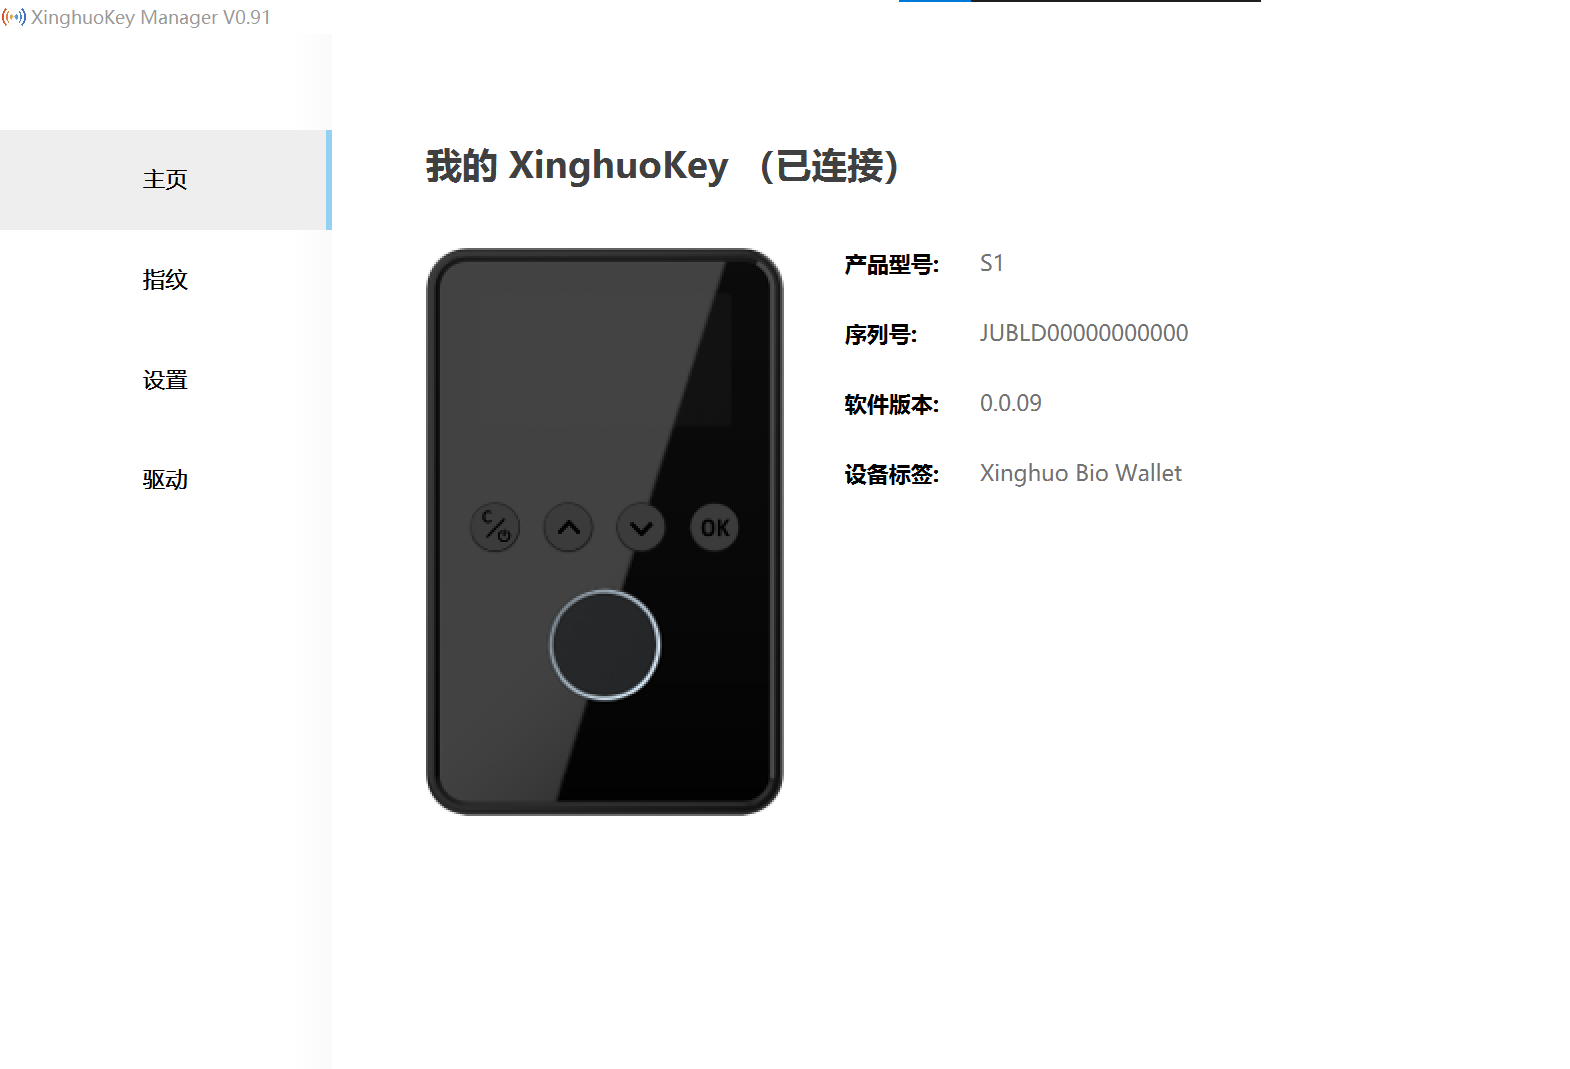 XinghuoKey Manager V0.91
主页
指纹
设置
驱动
我的 XinghuoKey （已连接）
产品型号: S1
序列号: JUBLD00000000000
软件版本: 0.0.09
设备标签: Xinghuo Bio Wallet
C/
OK